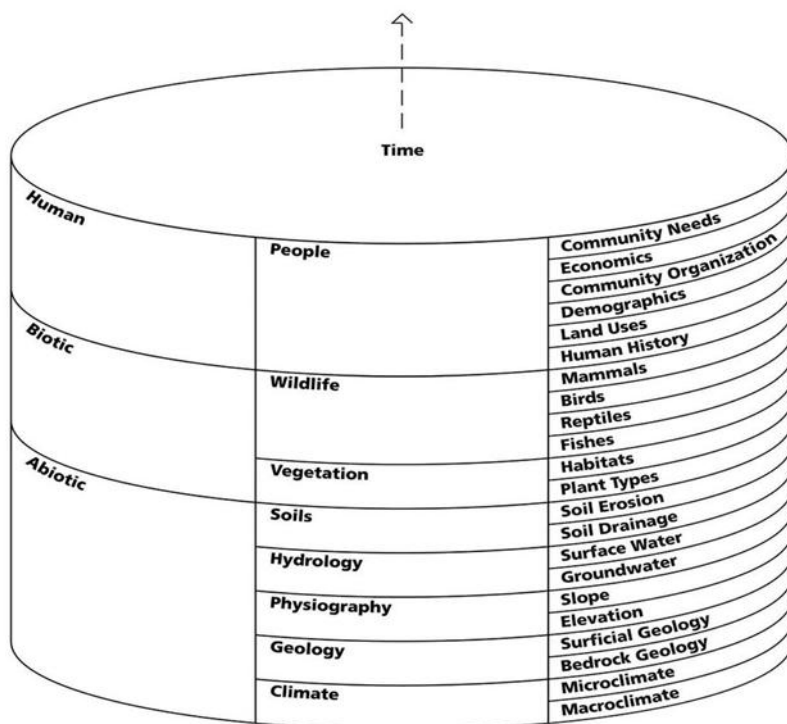 Time
Human
Biotic
Abiotic
People
Wildlife
Vegetation
Soils
Hydrology
Physiography
Geology
Climate
Community Needs
Economics
Community Organization
Demographics
Land Uses
Human History
Mammals
Birds
Reptiles
Fishes
Habitats
Plant Types
Soil Erosion
Soil Drainage
Surface Water
Groundwater
Slope
Elevation
Surficial Geology
Bedrock Geology
Microclimate
Macroclimate